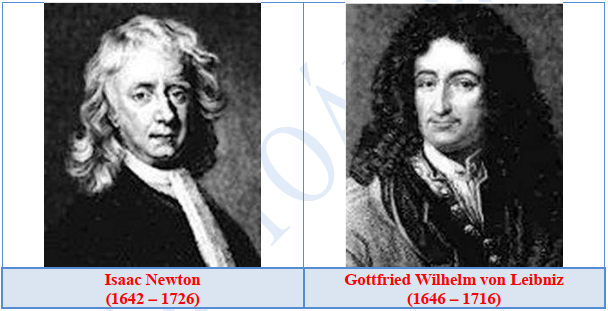 Isaac Newton
(1642 – 1726)
Gottfried Wilhelm von Leibniz
(1646 – 1716)